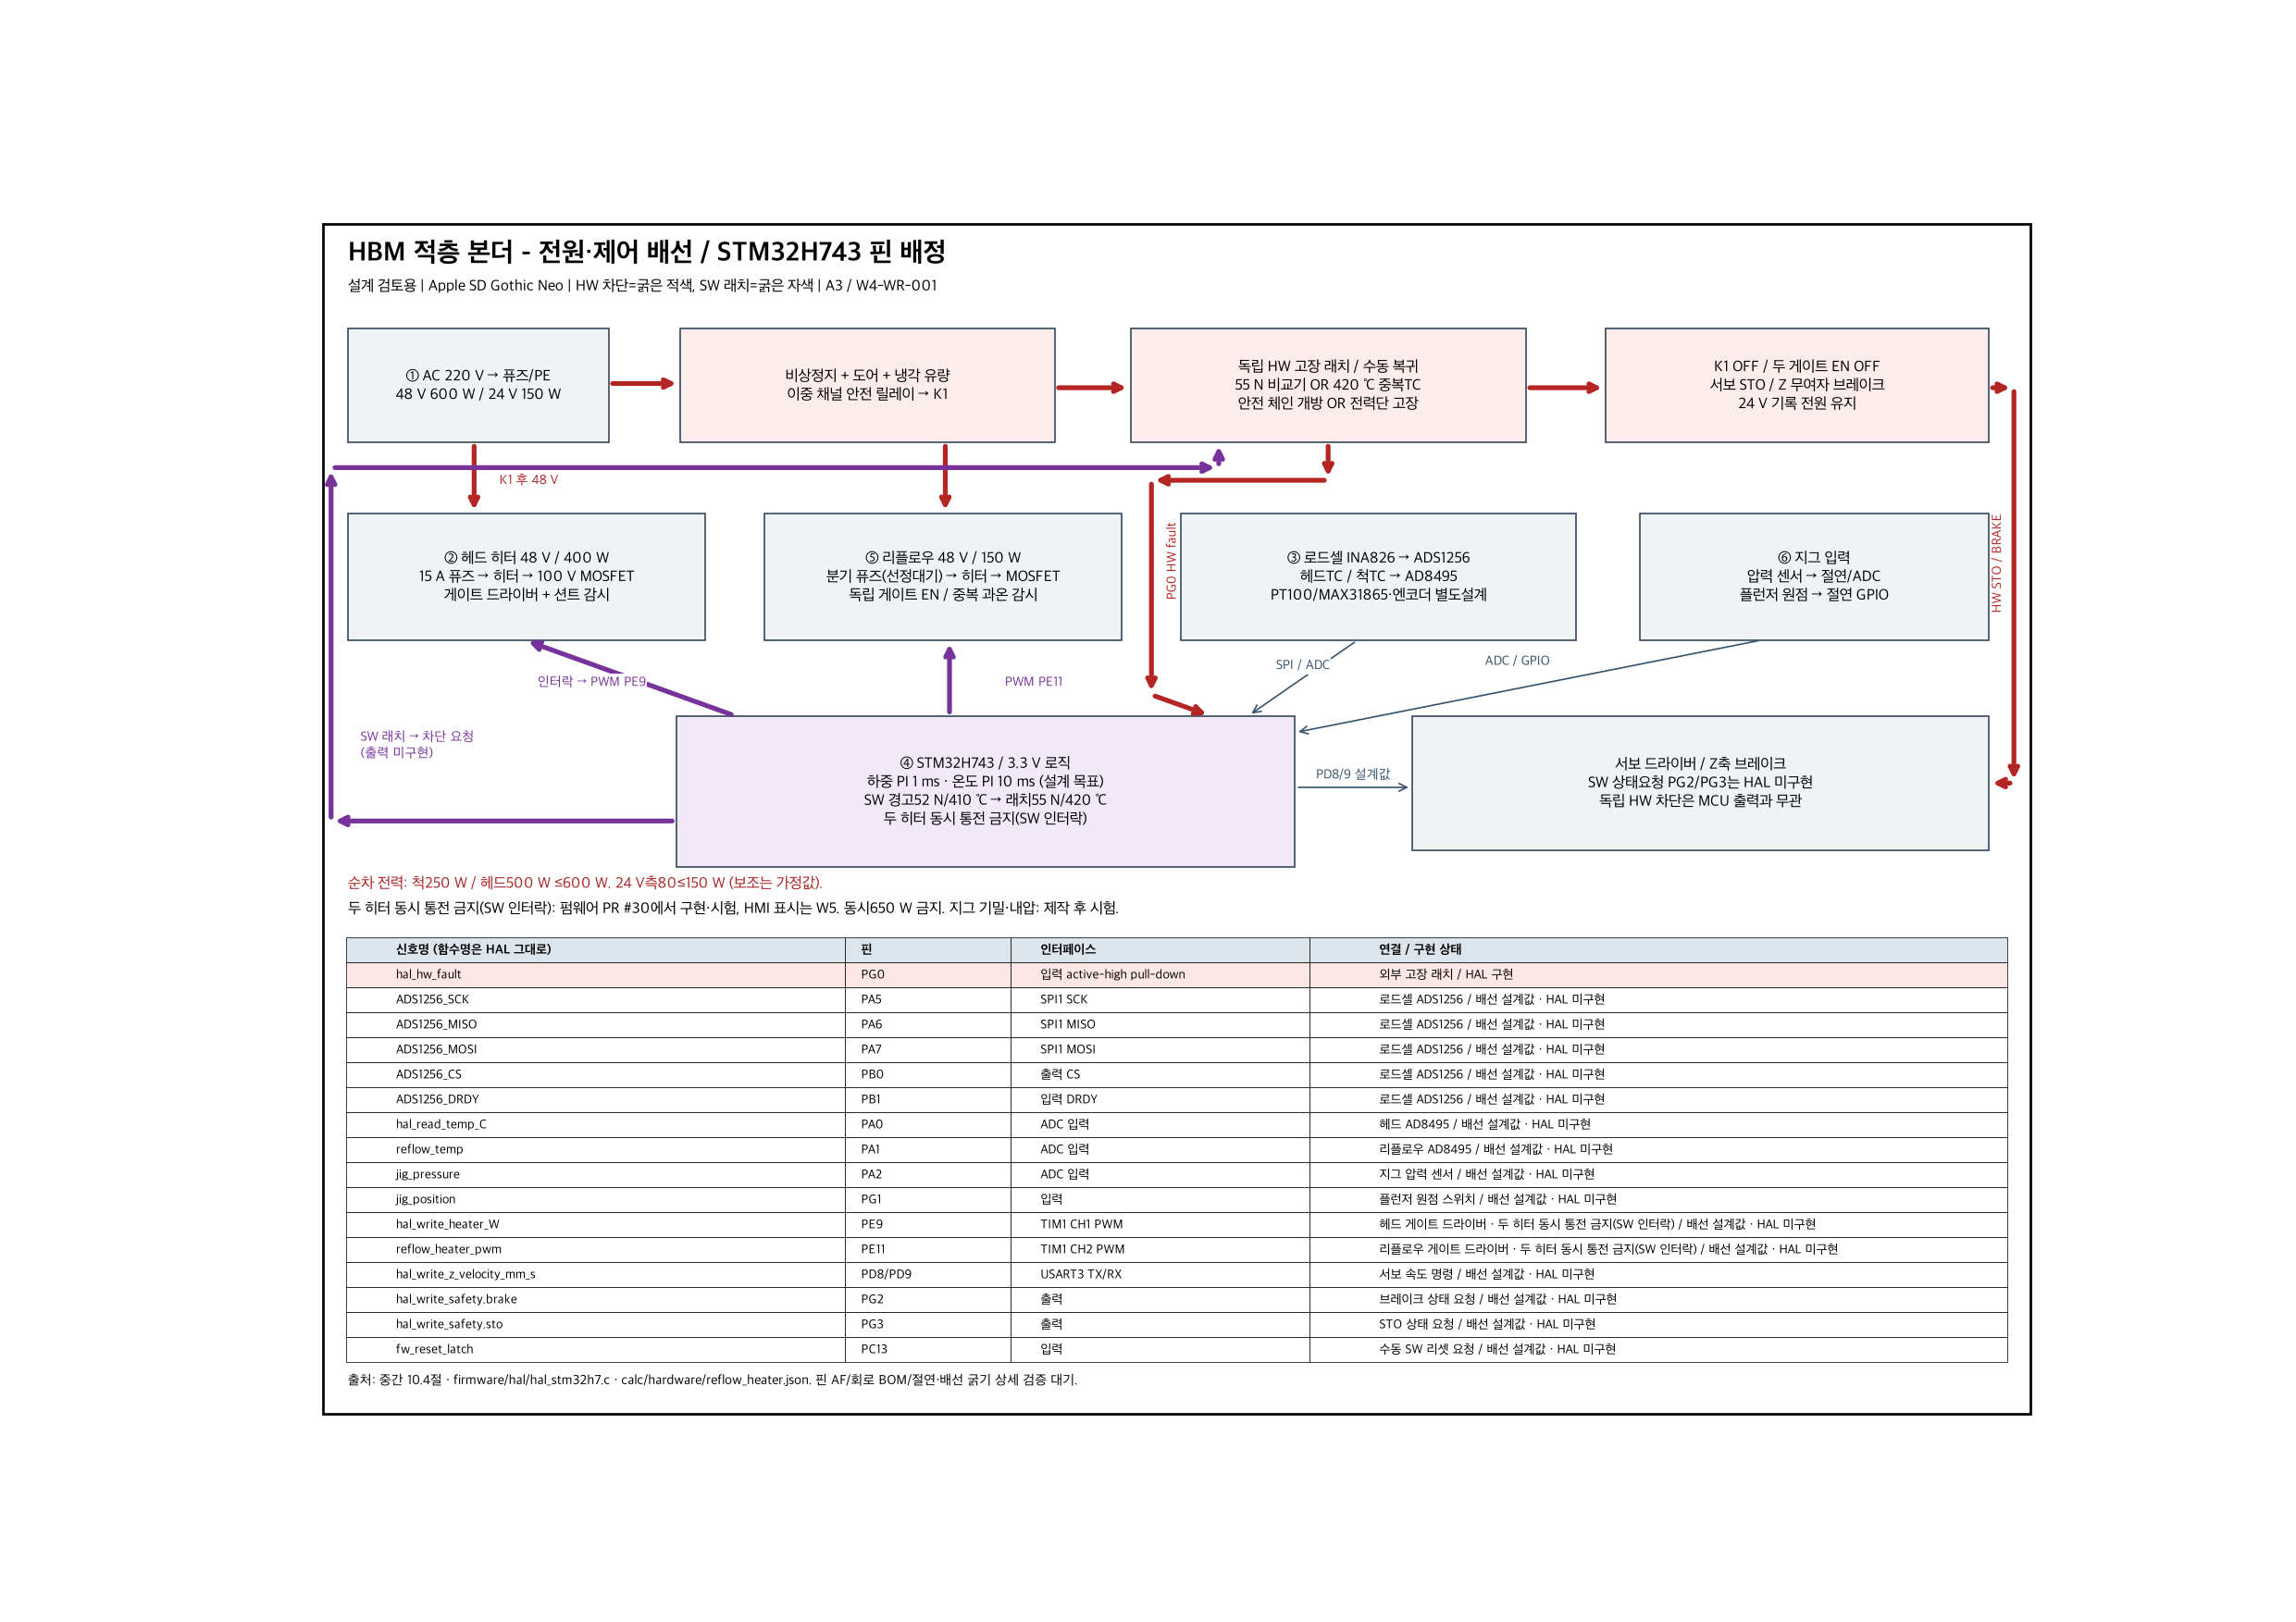 HBM 적층 본더 - 전원·제어 배선 / STM32H743 핀 배정
설계 검토용 | Apple SD Gothic Neo | HW 차단=굵은 적색, SW 래치=굵은 자색 | A3 / W4-WR-001
① AC 220 V → 퓨즈/PE
48 V 600 W / 24 V 150 W
비상정지 + 도어 + 냉각 유량
이중 채널 안전 릴레이 → K1
독립 HW 고장 래치 / 수동 복귀
55 N 비교기 OR 420 ℃ 중복TC
안전 체인 개방 OR 전력단 고장
K1 OFF / 두 게이트 EN OFF
서보 STO / Z 무여자 브레이크
24 V 기록 전원 유지
K1 후 48 V
② 헤드 히터 48 V / 400 W
15 A 퓨즈 → 히터 → 100 V MOSFET
게이트 드라이버 + 션트 감시
⑤ 리플로우 48 V / 150 W
분기 퓨즈(선정대기) → 히터 → MOSFET
독립 게이트 EN / 중복 과온 감시
PG0 HW fault
③ 로드셀 INA826 → ADS1256
헤드TC / 척TC → AD8495
PT100/MAX31865·엔코더 별도설계
⑥ 지그 입력
압력 센서 → 절연/ADC
플런저 원점 → 절연 GPIO
HW STO / BRAKE
인터락 → PWM PE9
PWM PE11
SPI / ADC
ADC / GPIO
SW 래치 → 차단 요청
(출력 미구현)
④ STM32H743 / 3.3 V 로직
하중 PI 1 ms · 온도 PI 10 ms (설계 목표)
SW 경고52 N/410 ℃ → 래치55 N/420 ℃
두 히터 동시 통전 금지(SW 인터락)
PD8/9 설계값
서보 드라이버 / Z축 브레이크
SW 상태요청 PG2/PG3는 HAL 미구현
독립 HW 차단은 MCU 출력과 무관
순차 전력: 척250 W / 헤드500 W ≤600 W. 24 V측80≤150 W (보조는 가정값).
두 히터 동시 통전 금지(SW 인터락): 펌웨어 PR #30에서 구현·시험, HMI 표시는 W5. 동시650 W 금지. 지그 기밀·내압: 제작 후 시험.
신호명 (함수명은 HAL 그대로) 핀 인터페이스 연결 / 구현 상태
hal_hw_fault PG0 입력 active-high pull-down 외부 고장 래치 / HAL 구현
ADS1256_SCK PA5 SPI1 SCK 로드셀 ADS1256 / 배선 설계값 · HAL 미구현
ADS1256_MISO PA6 SPI1 MISO 로드셀 ADS1256 / 배선 설계값 · HAL 미구현
ADS1256_MOSI PA7 SPI1 MOSI 로드셀 ADS1256 / 배선 설계값 · HAL 미구현
ADS1256_CS PB0 출력 CS 로드셀 ADS1256 / 배선 설계값 · HAL 미구현
ADS1256_DRDY PB1 입력 DRDY 로드셀 ADS1256 / 배선 설계값 · HAL 미구현
hal_read_temp_C PA0 ADC 입력 헤드 AD8495 / 배선 설계값 · HAL 미구현
reflow_temp PA1 ADC 입력 리플로우 AD8495 / 배선 설계값 · HAL 미구현
jig_pressure PA2 ADC 입력 지그 압력 센서 / 배선 설계값 · HAL 미구현
jig_position PG1 입력 플런저 원점 스위치 / 배선 설계값 · HAL 미구현
hal_write_heater_W PE9 TIM1 CH1 PWM 헤드 게이트 드라이버 · 두 히터 동시 통전 금지(SW 인터락) / 배선 설계값 · HAL 미구현
reflow_heater_pwm PE11 TIM1 CH2 PWM 리플로우 게이트 드라이버 · 두 히터 동시 통전 금지(SW 인터락) / 배선 설계값 · HAL 미구현
hal_write_z_velocity_mm_s PD8/PD9 USART3 TX/RX 서보 속도 명령 / 배선 설계값 · HAL 미구현
hal_write_safety.brake PG2 출력 브레이크 상태 요청 / 배선 설계값 · HAL 미구현
hal_write_safety.sto PG3 출력 STO 상태 요청 / 배선 설계값 · HAL 미구현
fw_reset_latch PC13 입력 수동 SW 리셋 요청 / 배선 설계값 · HAL 미구현
출처: 중간 10.4절 · firmware/hal/hal_stm32h7.c · calc/hardware/reflow_heater.json. 핀 AF/회로 BOM/절연·배선 굵기 상세 검증 대기.